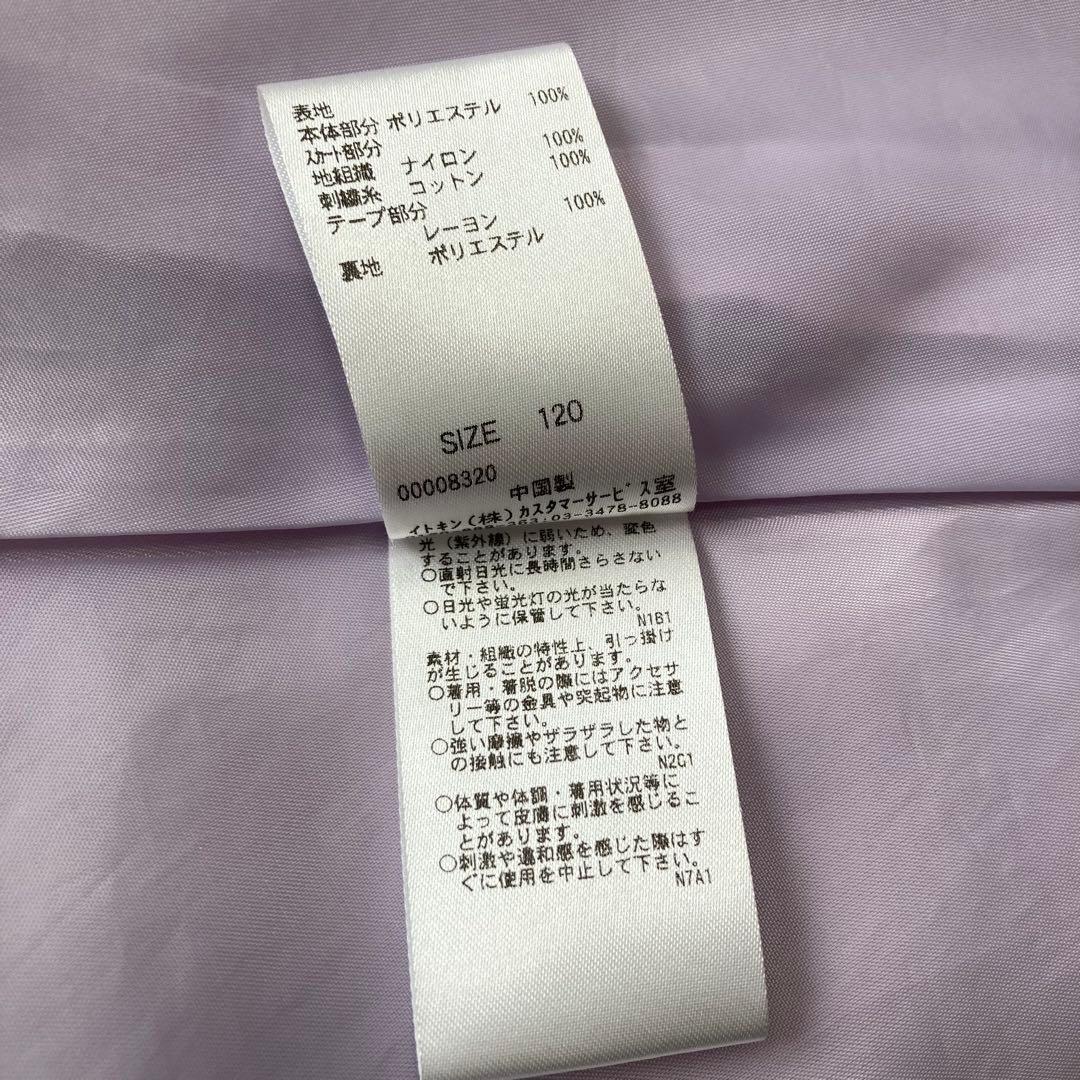 表地
本体部分 ポリエステル 100%
スカート部分
地組織 ナイロン 100%
刺繍糸 コットン 100%
テープ部分
レーヨン 100%
裏地 ポリエステル
SIZE 120
00008320 中国製
イトキン(株)カスタマーサービス室
03-3478-8088
光(紫外線)に弱いため、変色
することがあります。
○直射日光に長時間さらさない
で下さい。
○日光や蛍光灯の光が当たらな
いように保管して下さい。
N1B1
素材・組織の特性上、引っ掛け
が生じることがあります。
○着用・着脱の際にはアクセサ
リー等の金具や突起物に注意
して下さい。
○強い摩擦やザラザラした物と
の接触にも注意して下さい。
N2G1
○体質や体調・着用状況等に
よって皮膚に刺激を感じるこ
とがあります。
○刺激や違和感を感じた際はす
ぐに使用を中止して下さい。
N7A1